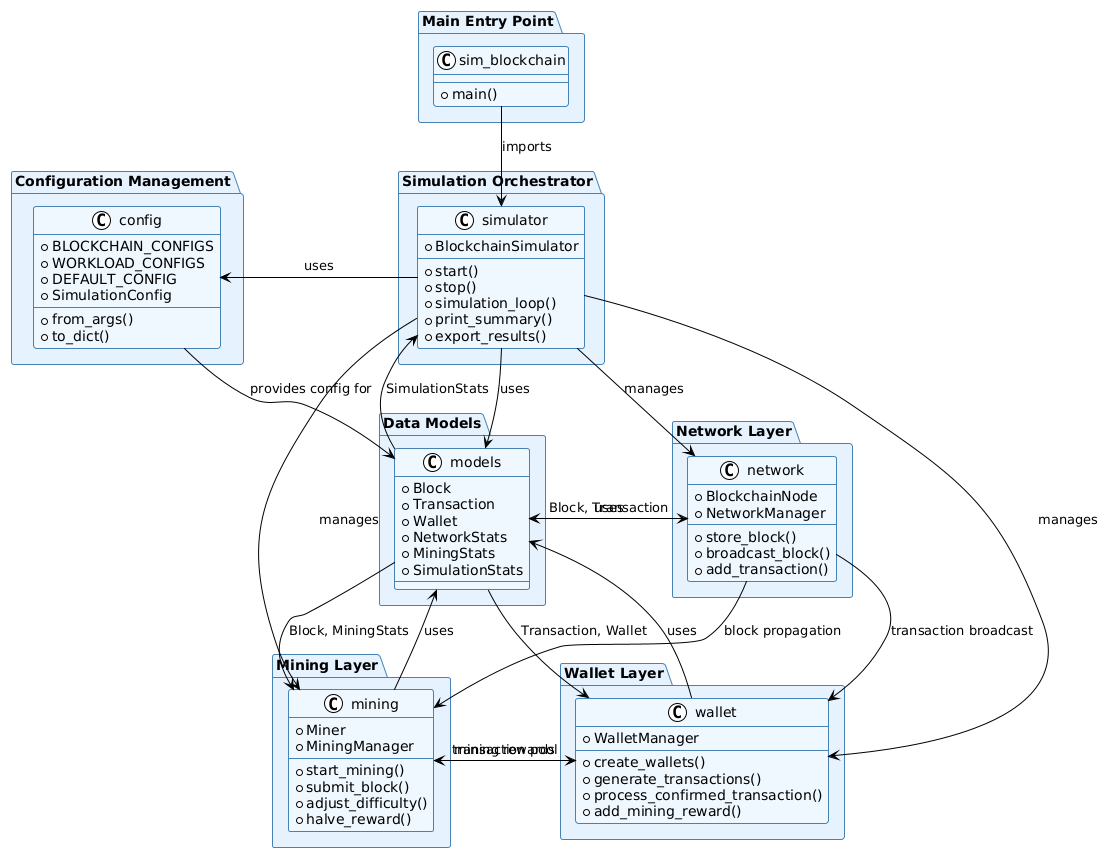 Main Entry Point
C sim_blockchain
main()
imports
Configuration Management
C config
BLOCKCHAIN_CONFIGS
WORKLOAD_CONFIGS
DEFAULT_CONFIG
SimulationConfig
from_args()
to_dict()
uses
Simulation Orchestrator
C simulator
BlockchainSimulator
start()
stop()
simulation_loop()
print_summary()
export_results()
provides config for
SimulationStats
uses
manages
manages
manages
Data Models
C models
Block
Transaction
Wallet
NetworkStats
MiningStats
SimulationStats
Block, Transaction
uses
Network Layer
C network
BlockchainNode
NetworkManager
store_block()
broadcast_block()
add_transaction()
Block, MiningStats
uses
Transaction, Wallet
uses
block propagation
transaction broadcast
Mining Layer
C mining
Miner
MiningManager
start_mining()
submit_block()
adjust_difficulty()
halve_reward()
mining rewards
transaction pool
Wallet Layer
C wallet
WalletManager
create_wallets()
generate_transactions()
process_confirmed_transaction()
add_mining_reward()